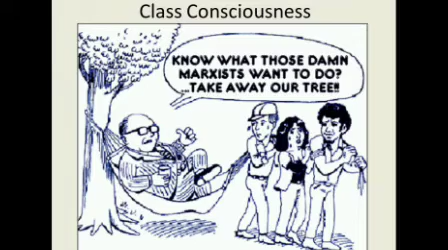 Class Consciousness
KNOW WHAT THOSE DAMN
MARXISTS WANT TO DO?
...TAKE AWAY OUR TREE!!